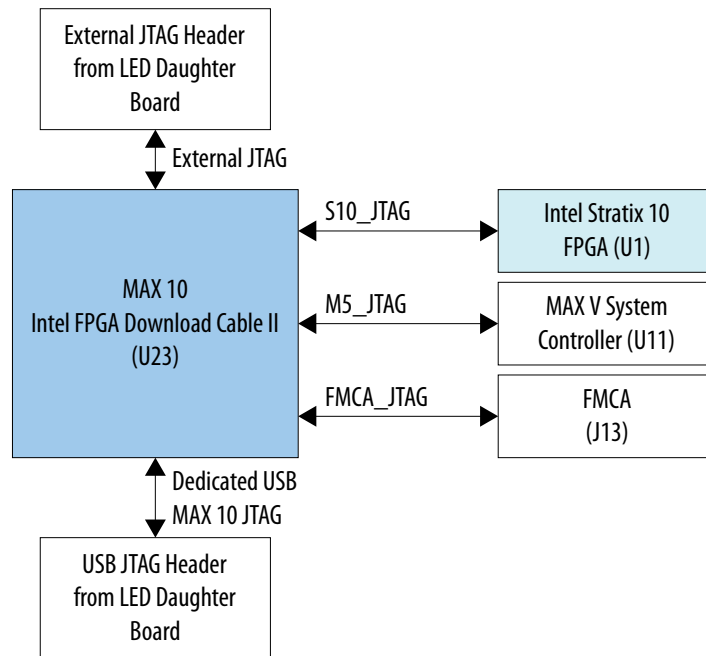 External JTAG Header
from LED Daughter
Board
External JTAG
MAX 10
Intel FPGA Download Cable II
(U23)
S10_JTAG
Intel Stratix 10
FPGA (U1)
M5_JTAG
MAX V System
Controller (U11)
FMCA_JTAG
FMCA
(J13)
Dedicated USB
MAX 10 JTAG
USB JTAG Header
from LED Daughter
Board